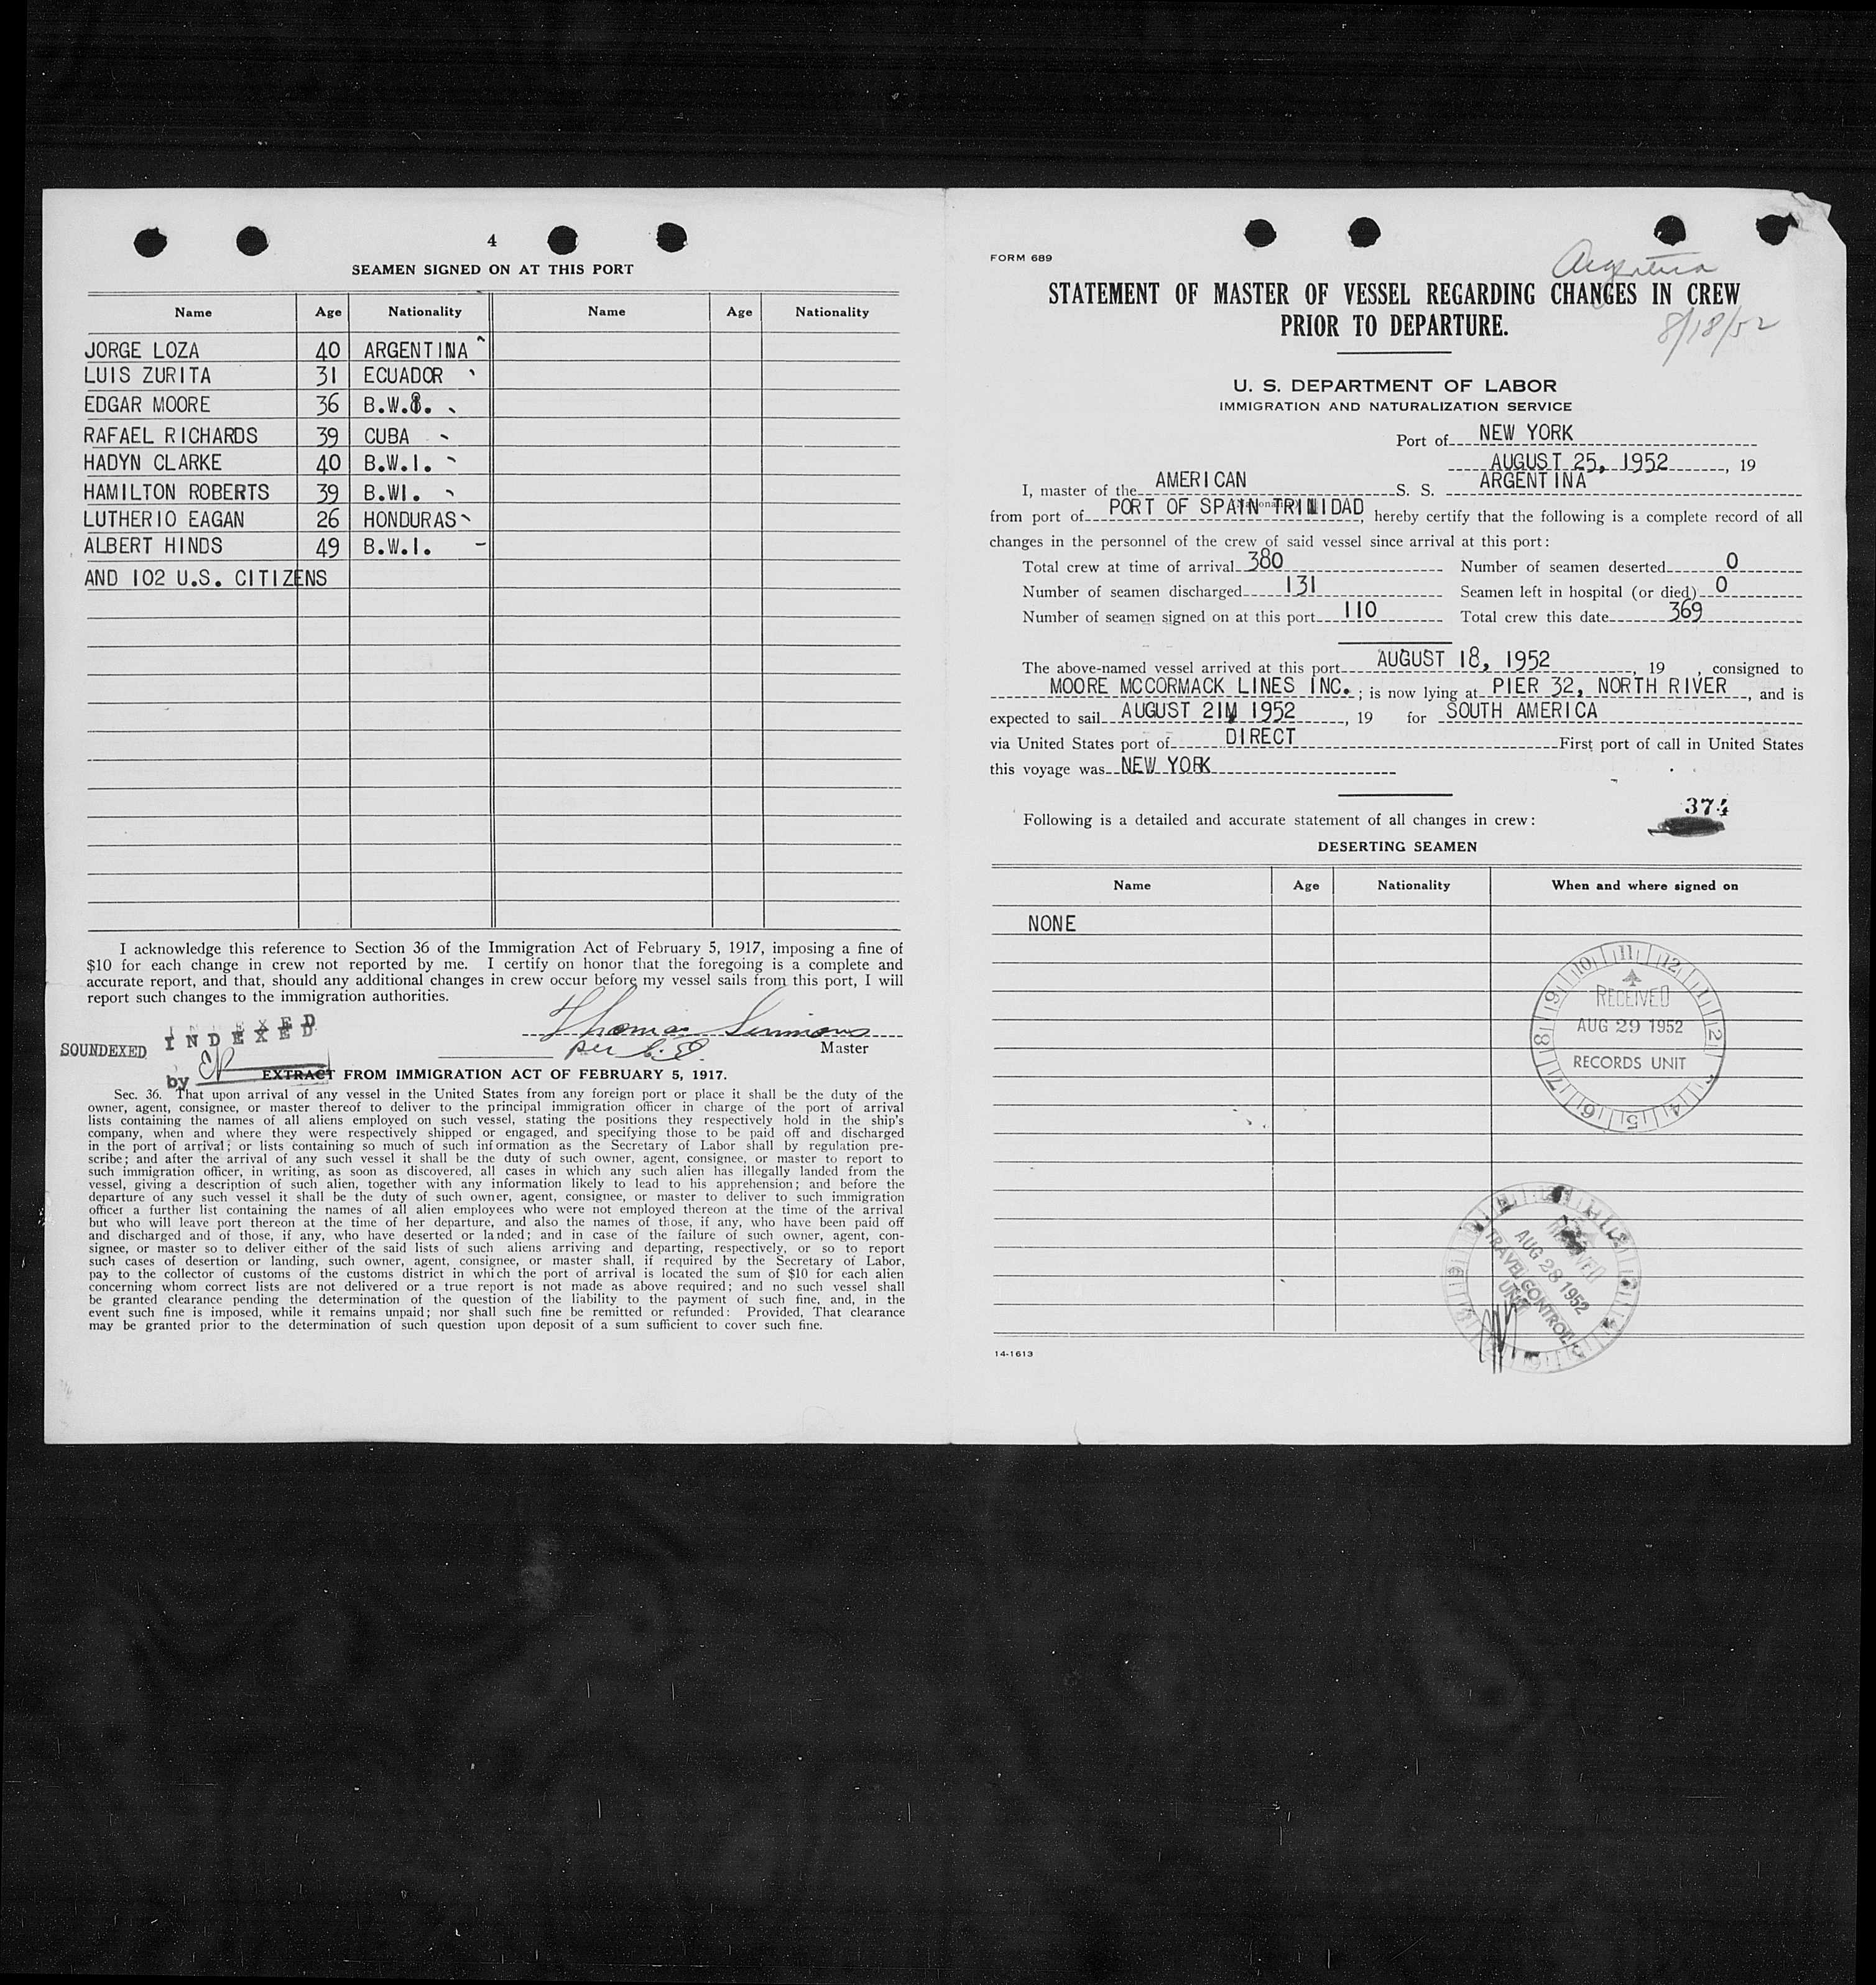 4
SEAMEN SIGNED ON AT THIS PORT
Name Age Nationality Name Age Nationality
JORGE LOZA 40 ARGENTINA
LUIS ZURITA 31 ECUADOR
EDGAR MOORE 36 B.W.I.
RAFAEL RICHARDS 39 CUBA
HADYN CLARKE 40 B.W.I.
HAMILTON ROBERTS 39 B.WI.
LUTHERIO EAGAN 26 HONDURAS
ALBERT HINDS 49 B.W.I.
AND 102 U.S. CITIZENS
I acknowledge this reference to Section 36 of the Immigration Act of February 5, 1917, imposing a fine of
$10 for each change in crew not reported by me. I certify on honor that the foregoing is a complete and
accurate report, and that, should any additional changes in crew occur before my vessel sails from this port, I will
report such changes to the immigration authorities.
INDEXED
SOUNDEXED
Thomas Simmons
per
Master
by
EXTRACT FROM IMMIGRATION ACT OF FEBRUARY 5, 1917.
Sec. 36. That upon arrival of any vessel in the United States from any foreign port or place it shall be the duty of the
owner, agent, consignee, or master thereof to deliver to the principal immigration officer in charge of the port of arrival
lists containing the names of all aliens employed on such vessel, stating the positions they respectively hold in the ship's
company, when and where they were respectively shipped or engaged, and specifying those to be paid off and discharged
in the port of arrival; or lists containing so much of such information as the Secretary of Labor shall by regulation pre-
scribe; and after the arrival of any such vessel it shall be the duty of such owner, agent, consignee, or master to report to
such immigration officer, in writing, as soon as discovered, all cases in which any such alien has illegally landed from the
vessel, giving a description of such alien, together with any information likely to lead to his apprehension; and before the
departure of any such vessel it shall be the duty of such owner, agent, consignee, or master to deliver to such immigration
officer a further list containing the names of all alien employees who were not employed thereon at the time of the arrival
but who will leave port thereon at the time of her departure, and also the names of those, if any, who have been paid off
and discharged and of those, if any, who have deserted or landed; and in case of the failure of such owner, agent, con-
signee, or master so to deliver either of the said lists of such aliens arriving and departing, respectively, or so to report
such cases of desertion or landing, such owner, agent, consignee, or master shall, if required by the Secretary of Labor,
pay to the collector of customs of the customs district in which the port of arrival is located the sum of $10 for each alien
concerning whom correct lists are not delivered or a true report is not made as above required; and no such vessel shall
be granted clearance pending the determination of the question of the liability to the payment of such fine, and, in the
event such fine is imposed, while it remains unpaid; nor shall such fine be remitted or refunded: Provided, That clearance
may be granted prior to the determination of such question upon deposit of a sum sufficient to cover such fine.
FORM 689
Argentina
STATEMENT OF MASTER OF VESSEL REGARDING CHANGES IN CREW
PRIOR TO DEPARTURE.
8/18/52
U. S. DEPARTMENT OF LABOR
IMMIGRATION AND NATURALIZATION SERVICE
Port of NEW YORK
AUGUST 25, 1952, 19
I, master of the AMERICAN S. S. ARGENTINA
from port of PORT OF SPAIN TRINIDAD, hereby certify that the following is a complete record of all
changes in the personnel of the crew of said vessel since arrival at this port:
Total crew at time of arrival 380 Number of seamen deserted 0
Number of seamen discharged 131 Seamen left in hospital (or died) 0
Number of seamen signed on at this port 110 Total crew this date 369
The above-named vessel arrived at this port AUGUST 18, 1952, 19 , consigned to
MOORE MCCORMACK LINES INC.; is now lying at PIER 32, NORTH RIVER, and is
expected to sail AUGUST 21M 1952, 19 for SOUTH AMERICA
via United States port of DIRECT First port of call in United States
this voyage was NEW YORK
374
Following is a detailed and accurate statement of all changes in crew:
DESERTING SEAMEN
Name Age Nationality When and where signed on
NONE
RECEIVED
AUG 29 1952
RECORDS UNIT
RECEIVED
AUG 28 1952
TRAVEL CONTROL
UNIT
14-1613